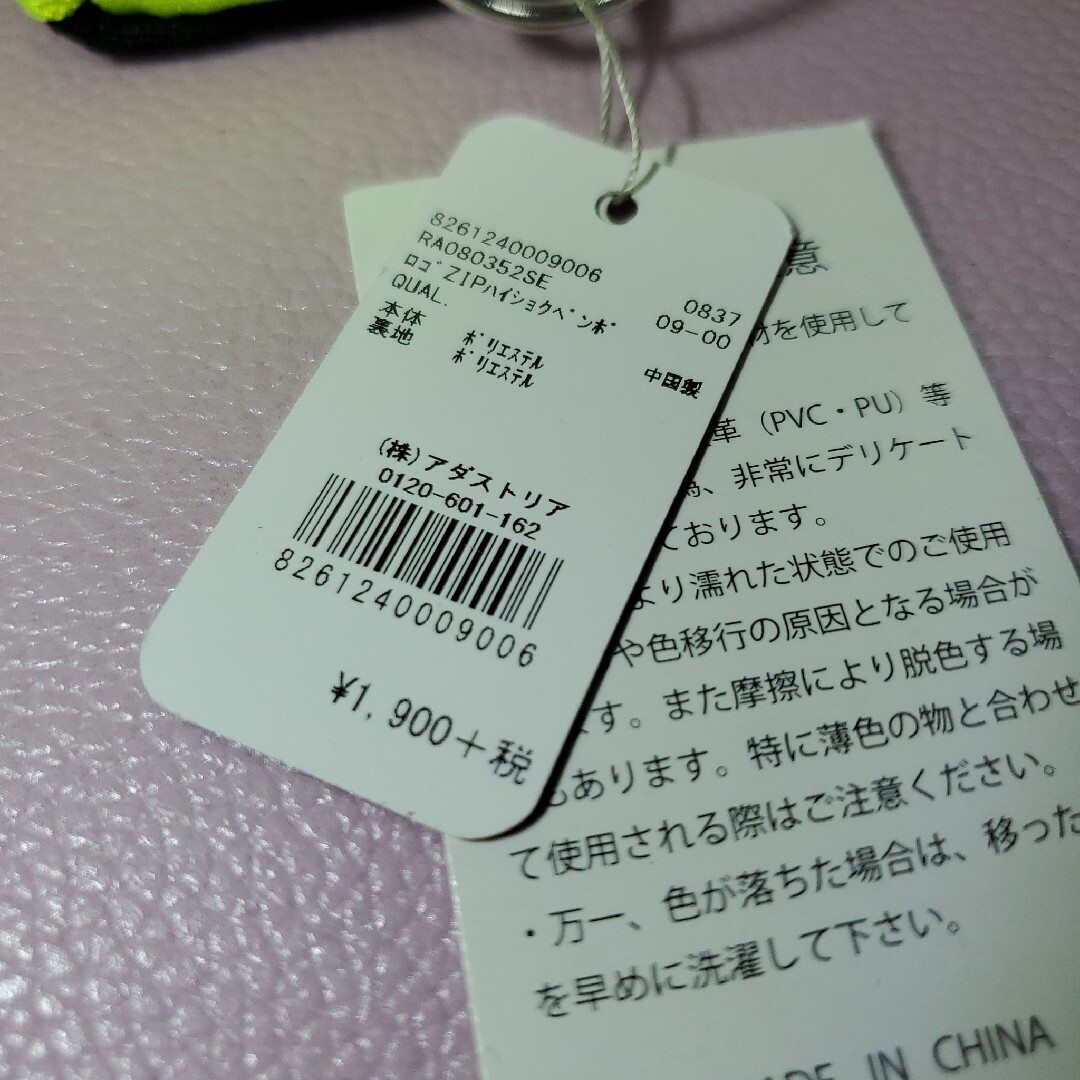 8261240009006
RA080352SE 0837
ロゴZIPハイショクペンポ 09-00
QUAL.
本体 ポリエステル
裏地 ポリエステル 中国製
(株)アダストリア
0120-601-162
8261240009006
¥1,900+税
意
材を使用して
革(PVC・PU)等
為、非常にデリケート
ております。
より濡れた状態でのご使用
や色移行の原因となる場合が
す。また摩擦により脱色する場
もあります。特に薄色の物と合わせ
て使用される際はご注意ください。
・万一、色が落ちた場合は、移った
を早めに洗濯して下さい。
IN CHINA